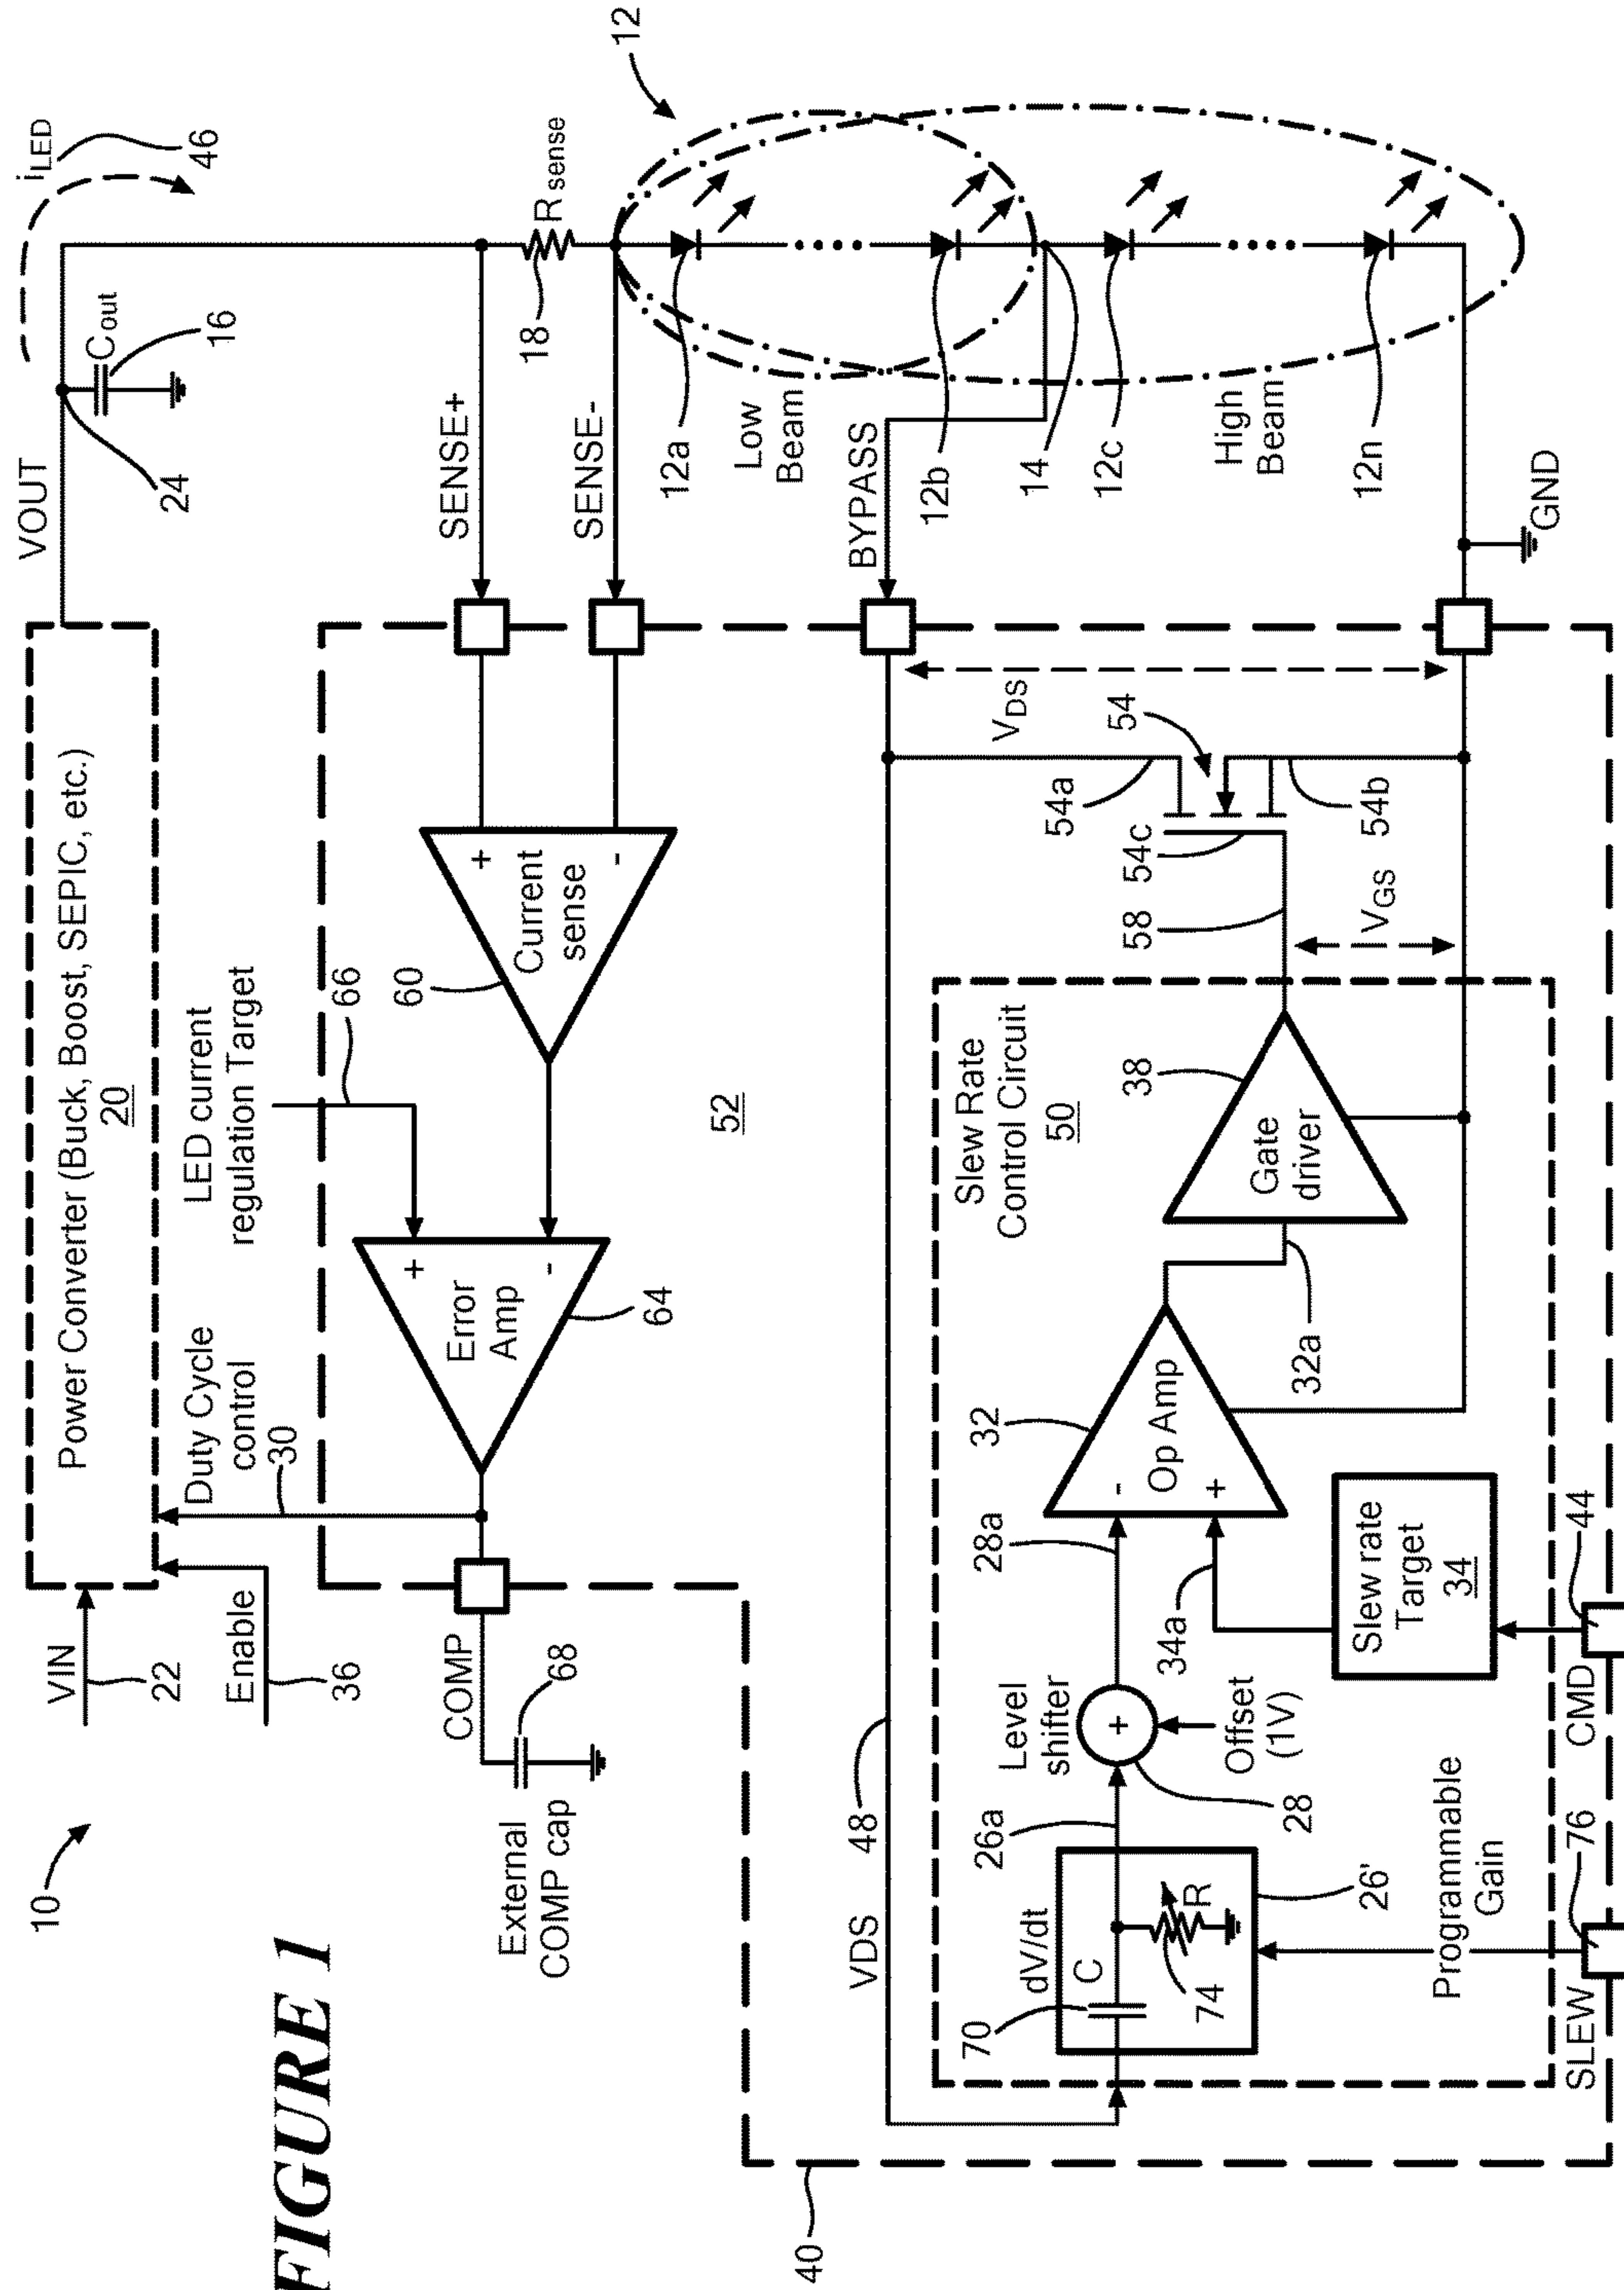 FIGURE 1
10
VIN
22
Enable
36
Power Converter (Buck, Boost, SEPIC, etc.)
20
VOUT
24
Cout
16
iLED
46
Duty Cycle
control
30
LED current
regulation Target
66
COMP
68
External
COMP cap
Error
Amp
+
-
64
60
Current
sense
+
-
52
SENSE+
SENSE-
18
Rsense
12
12a
Low
Beam
BYPASS
12b
14
12c
High
Beam
12n
GND
40
VDS
48
VDS
54
54a
54b
54c
58
VGS
Slew Rate
Control Circuit
50
dV/dt
70
C
R
74
26'
26a
Level
shifter
+
28
Offset
(1V)
28a
32
-
Op Amp
+
34a
32a
38
Gate
driver
Slew rate
Target
34
Programmable
Gain
SLEW
76
CMD
44